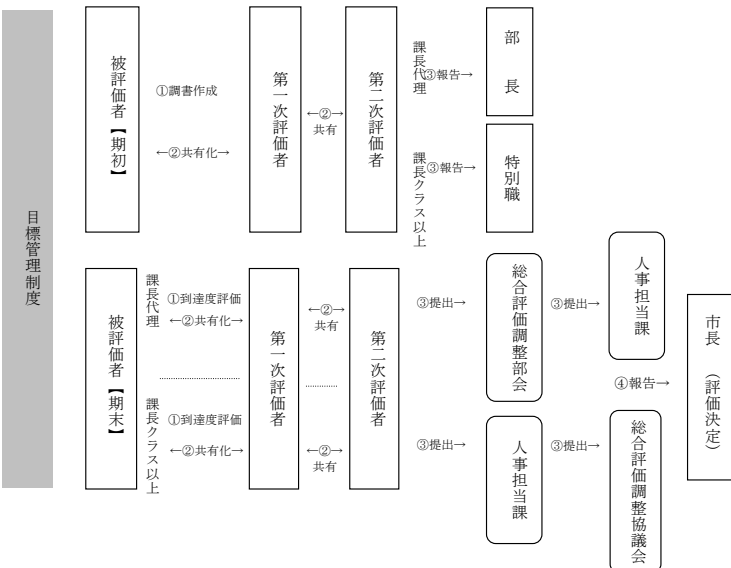 目標管理制度
被評価者【期初】
①調書作成
←②共有化→
第一次評価者
←②→
共有
第二次評価者
課長代理
③報告→
部長
課長クラス以上
③報告→
特別職
被評価者【期末】
課長代理
①到達度評価
←②共有化→
課長クラス以上
①到達度評価
←②共有化→
第一次評価者
←②→
共有
←②→
共有
第二次評価者
③提出→
総合評価調整部会
③提出→
人事担当課
③提出→
人事担当課
③提出→
総合評価調整協議会
④報告→
市長（評価決定）